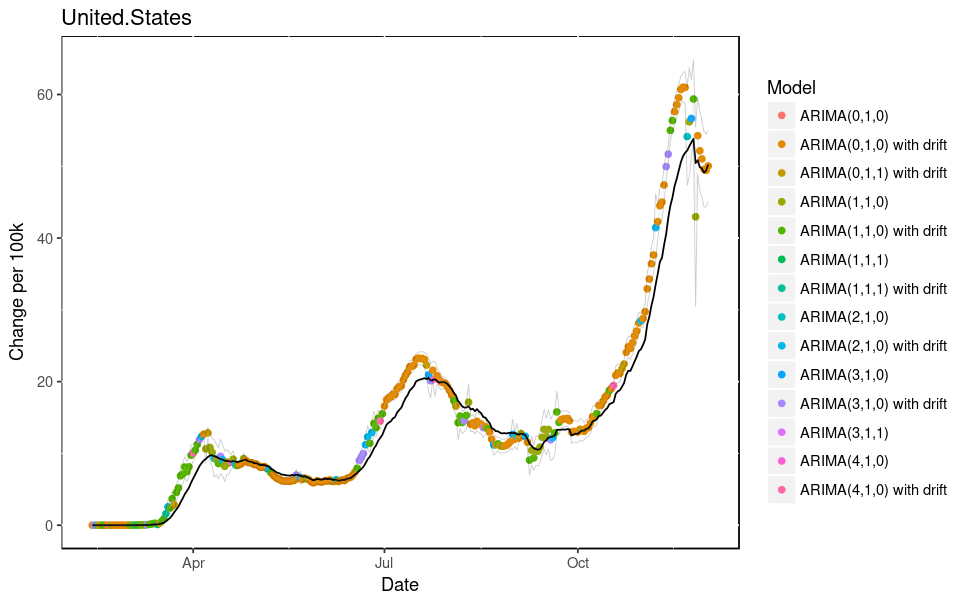 United.States
Change per 100k
60
40
20
0
Apr
Jul
Oct
Date
Model
ARIMA(0,1,0)
ARIMA(0,1,0) with drift
ARIMA(0,1,1) with drift
ARIMA(1,1,0)
ARIMA(1,1,0) with drift
ARIMA(1,1,1)
ARIMA(1,1,1) with drift
ARIMA(2,1,0)
ARIMA(2,1,0) with drift
ARIMA(3,1,0)
ARIMA(3,1,0) with drift
ARIMA(3,1,1)
ARIMA(4,1,0)
ARIMA(4,1,0) with drift